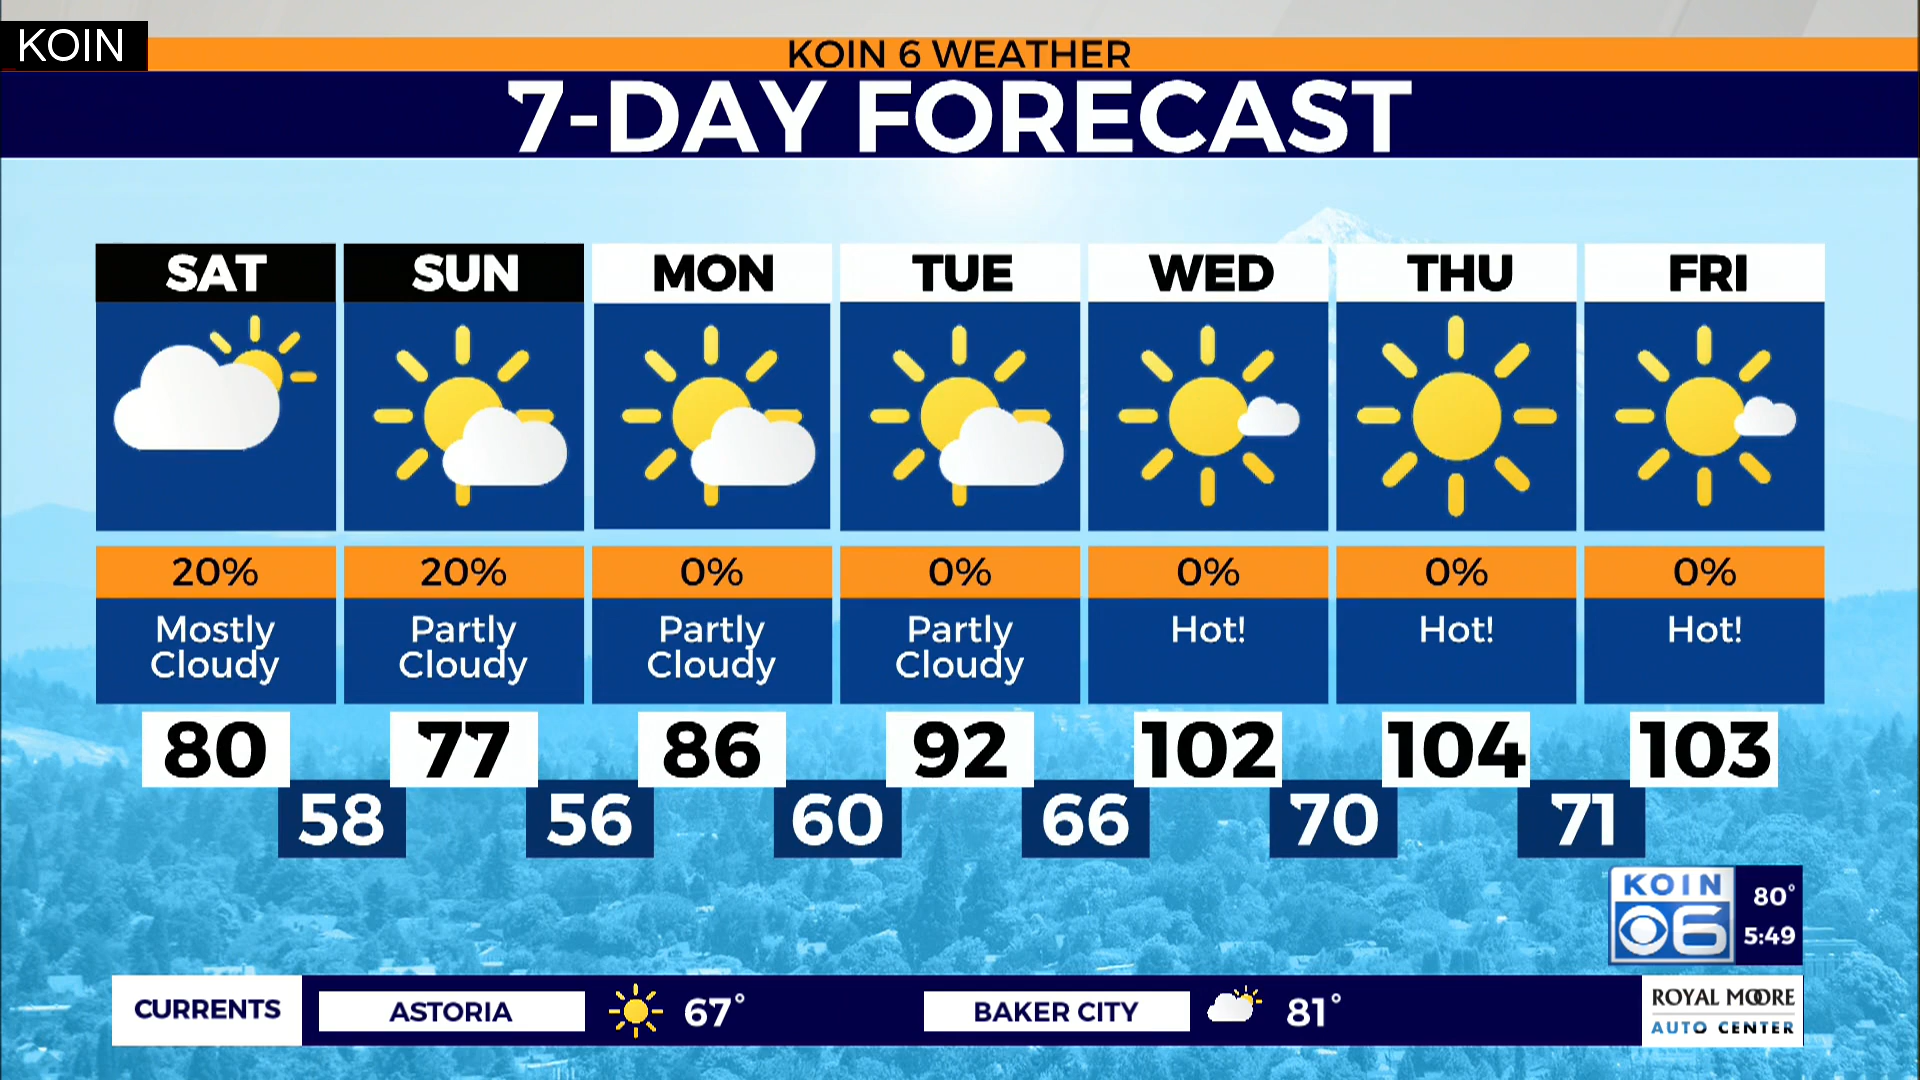 KOIN
KOIN 6 WEATHER
7-DAY FORECAST
SAT SUN MON TUE WED THU FRI
20% 20% 0% 0% 0% 0% 0%
Mostly Partly Partly Partly Hot! Hot! Hot!
Cloudy Cloudy Cloudy Cloudy
80 77 86 92 102 104 103
58 56 60 66 70 71
KOIN
6
80°
5:49
CURRENTS ASTORIA 67° BAKER CITY 81°
ROYAL MOORE
AUTO CENTER